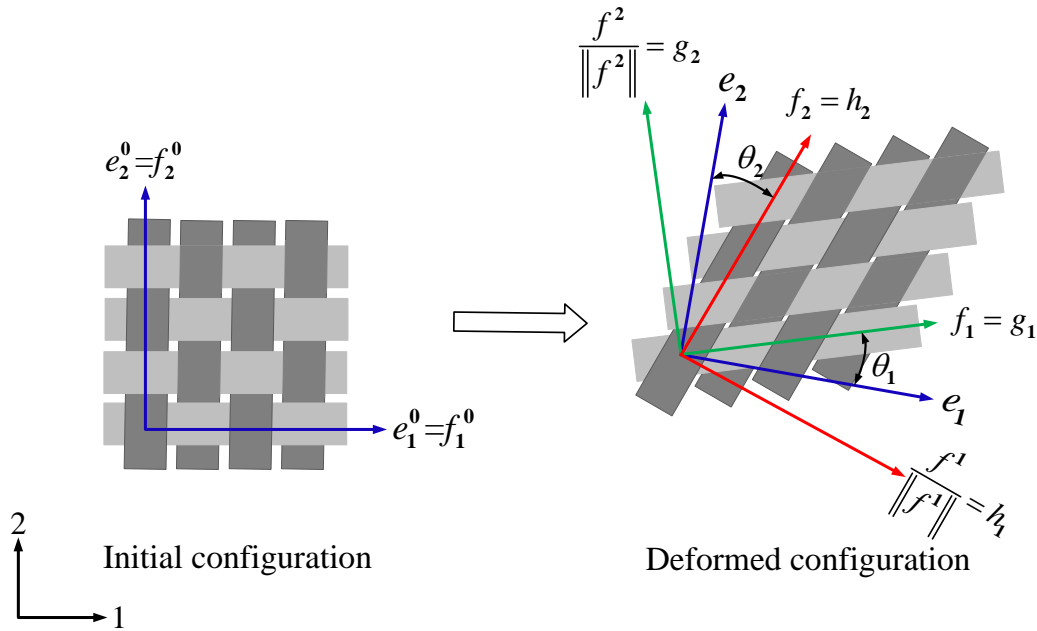 f² / ‖f²‖ = g₂
e₂
f₂ = h₂
θ₂
e₂⁰=f₂⁰
f₁ = g₁
θ₁
e₁
e₁⁰=f₁⁰
f¹ / ‖f¹‖ = h₁
2
1
Initial configuration
Deformed configuration